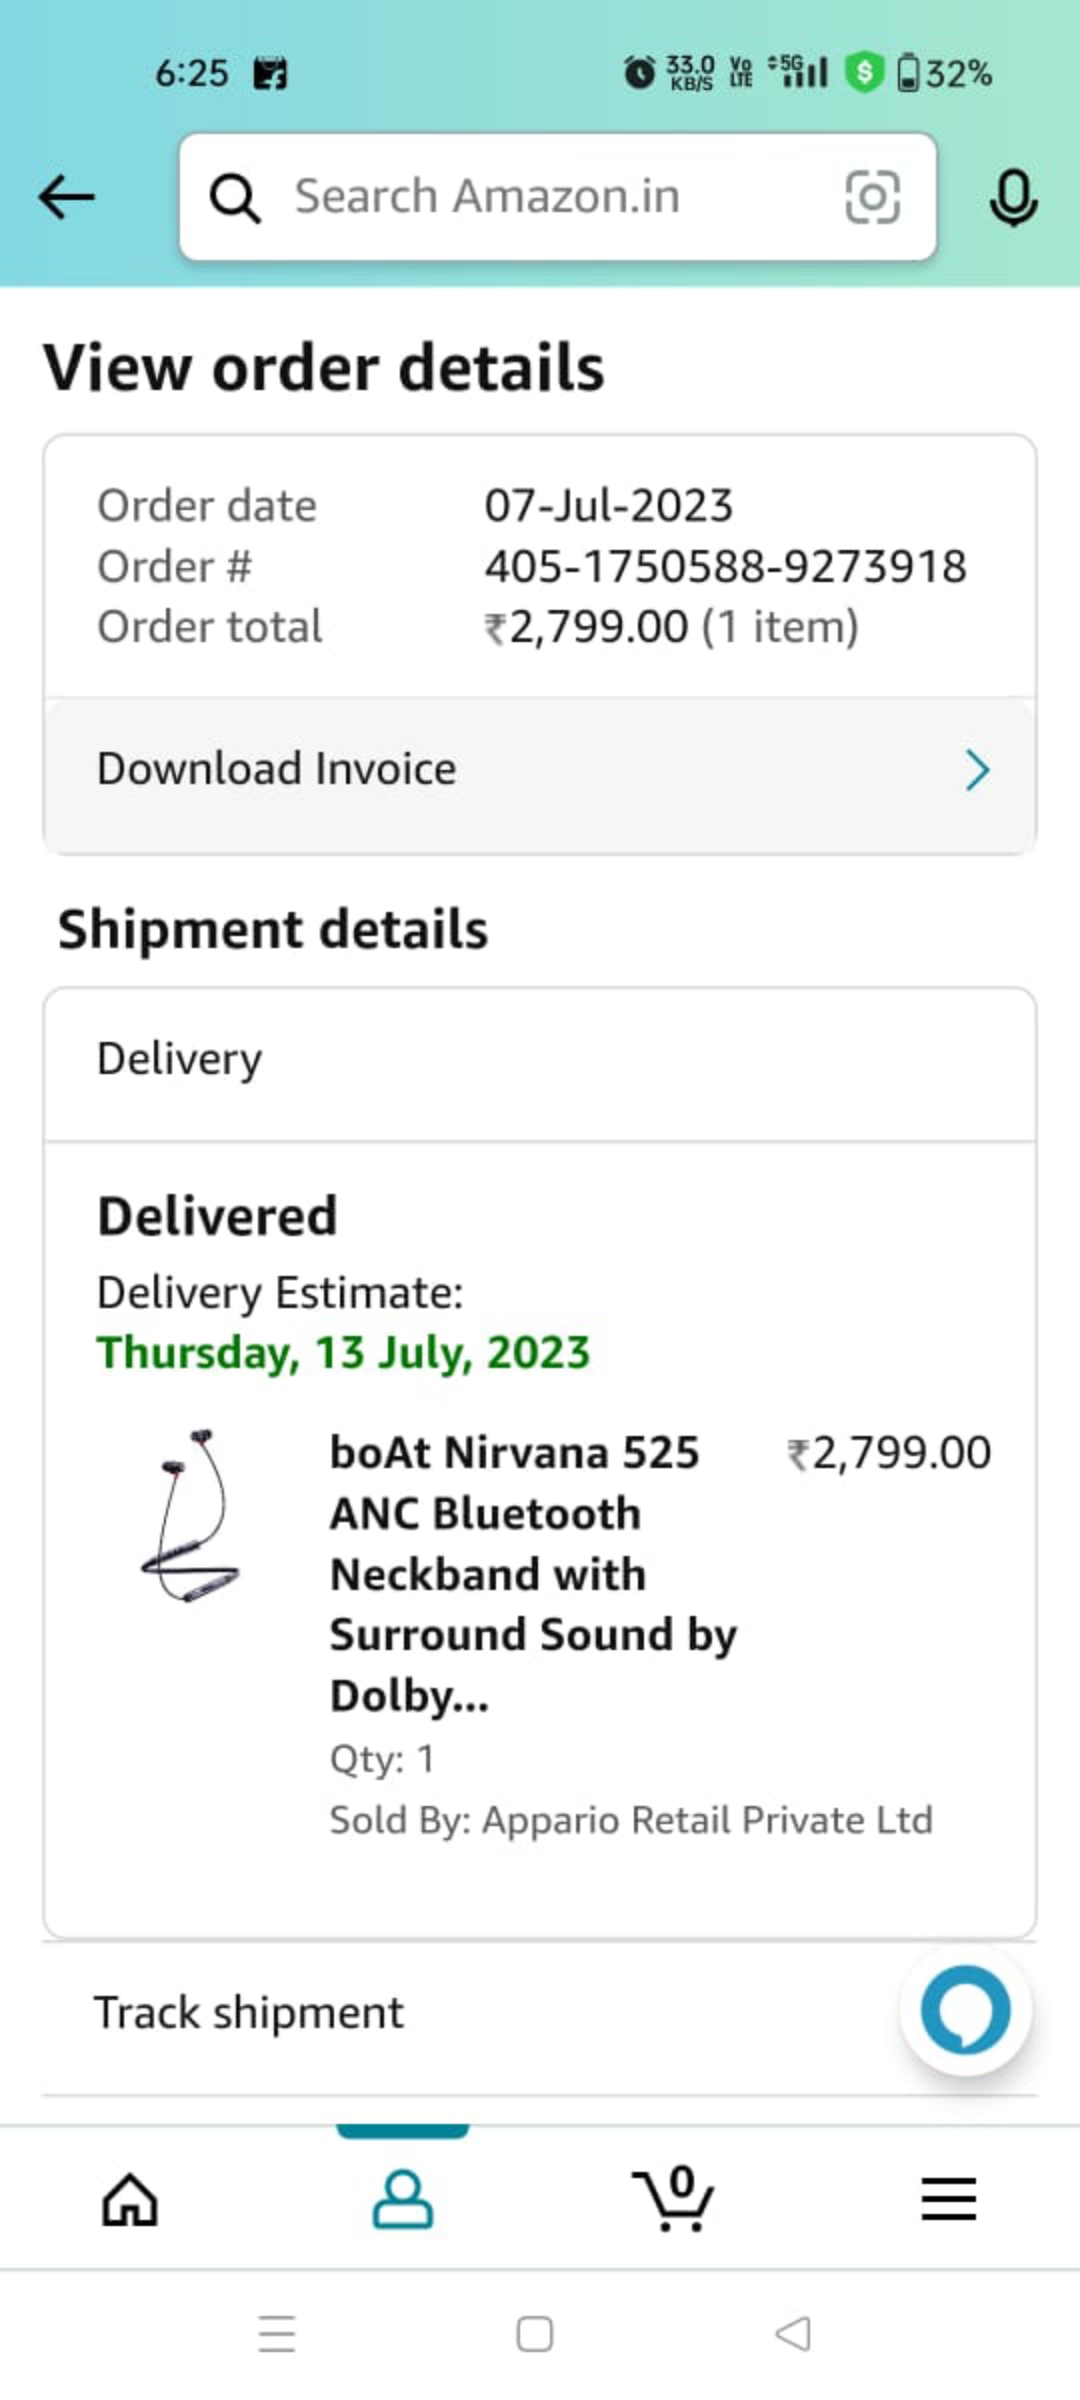 6:25 33.0 KB/S Vo LTE 5G 32%
Search Amazon.in
View order details
Order date 07-Jul-2023
Order # 405-1750588-9273918
Order total ₹2,799.00 (1 item)
Download Invoice
Shipment details
Delivery
Delivered
Delivery Estimate:
Thursday, 13 July, 2023
boAt Nirvana 525 ₹2,799.00
ANC Bluetooth
Neckband with
Surround Sound by
Dolby...
Qty: 1
Sold By: Appario Retail Private Ltd
Track shipment
0